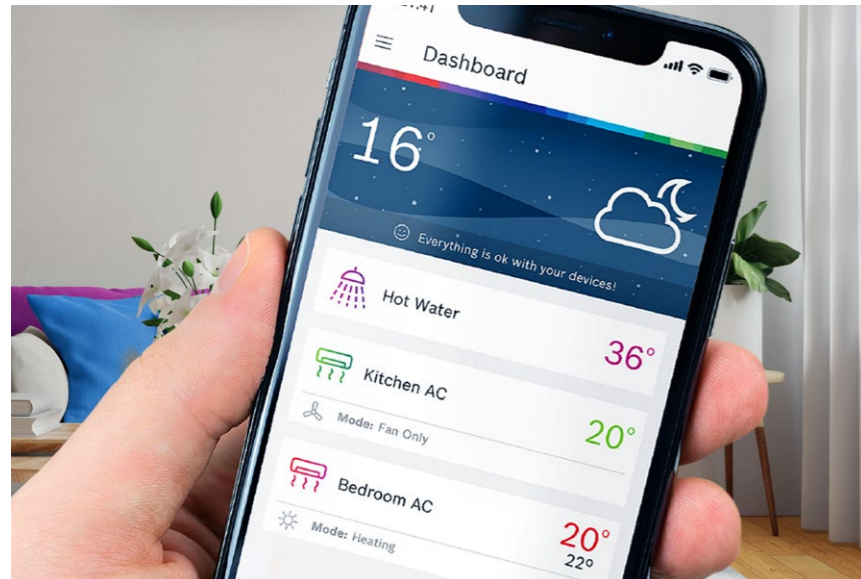 Dashboard
16°
Everything is ok with your devices!
Hot Water
36°
Kitchen AC
20°
Mode: Fan Only
Bedroom AC
20°
Mode: Heating
22°